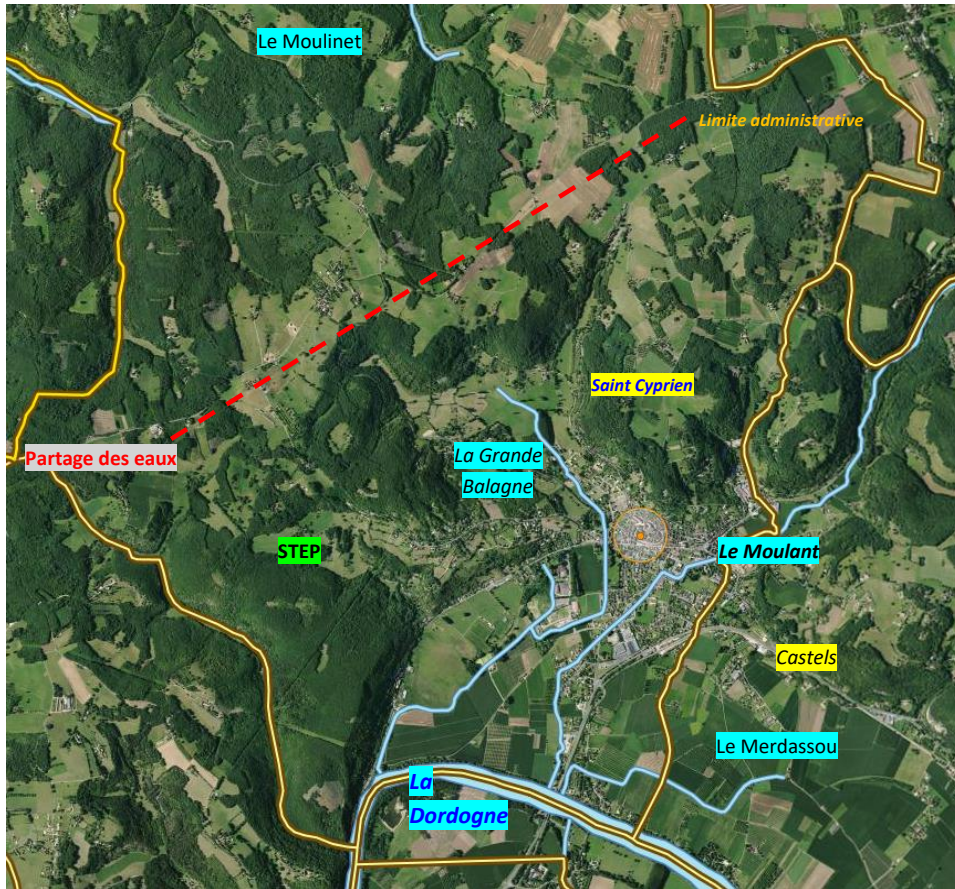 Le Moulinet
Limite administrative
Saint Cyprien
Partage des eaux
La Grande
Balagne
STEP
Le Moulant
Castels
Le Merdassou
La
Dordogne